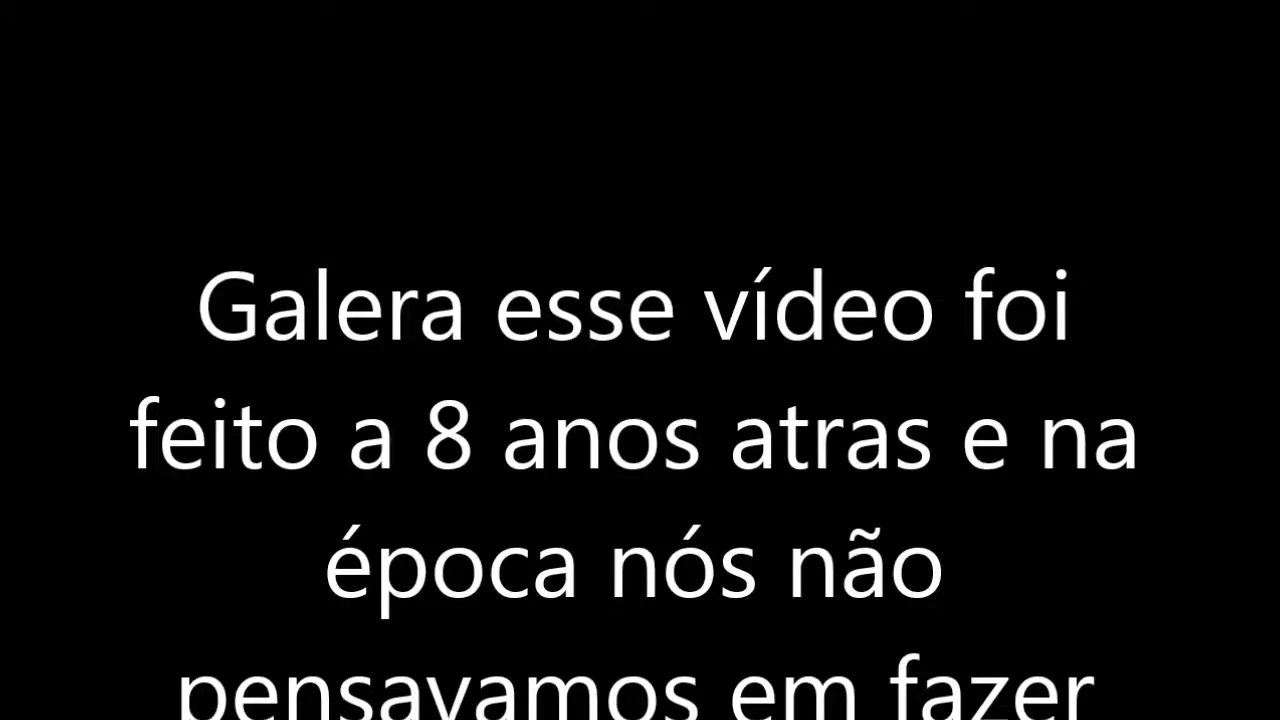 Galera esse vídeo foi
feito a 8 anos atras e na
época nós não
pensavamos em fazer